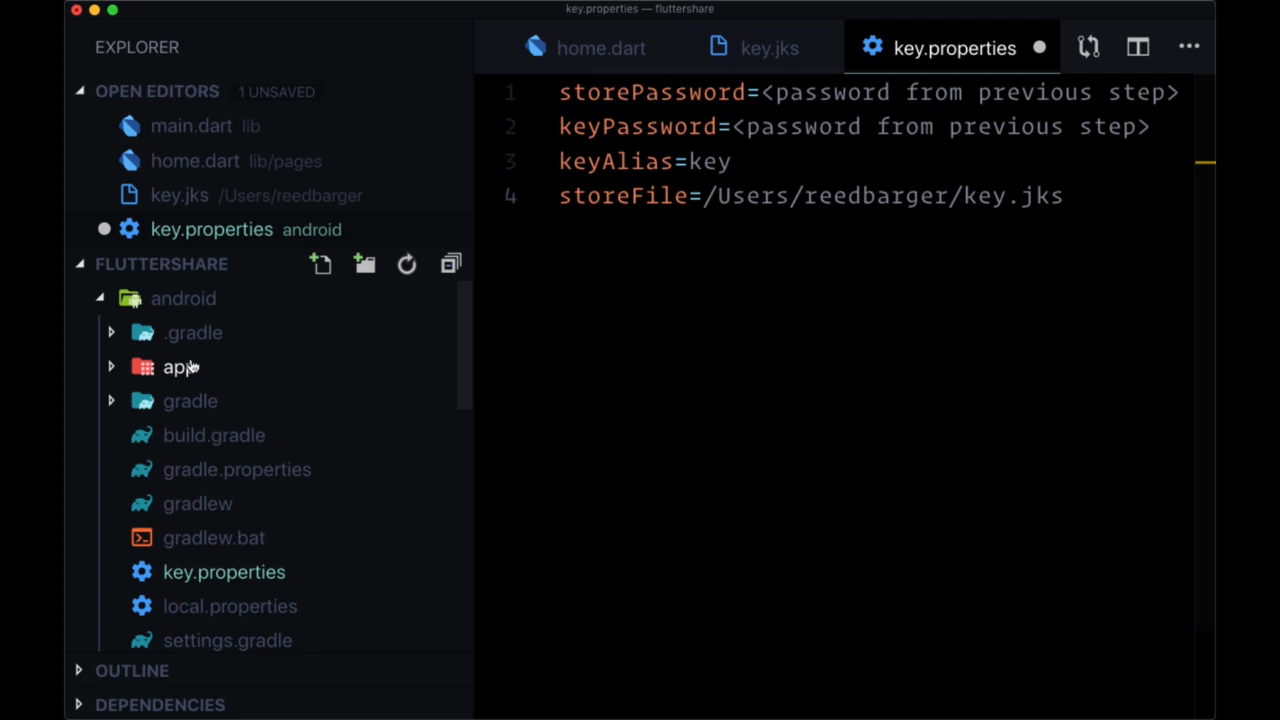 key.properties — fluttershare
EXPLORER
OPEN EDITORS 1 UNSAVED
main.dart lib
home.dart lib/pages
key.jks /Users/reedbarger
key.properties android
FLUTTERSHARE
android
.gradle
app
gradle
build.gradle
gradle.properties
gradlew
gradlew.bat
key.properties
local.properties
settings.gradle
OUTLINE
DEPENDENCIES
home.dart key.jks key.properties
1 storePassword=<password from previous step>
2 keyPassword=<password from previous step>
3 keyAlias=key
4 storeFile=/Users/reedbarger/key.jks